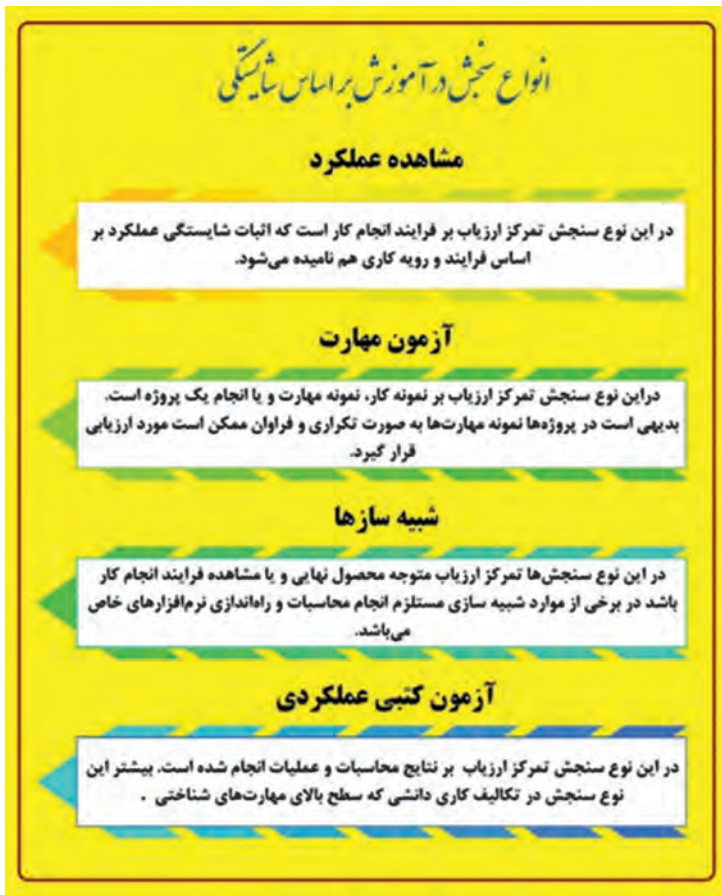 انواع سنجش در آموزش بر اساس شایستگی
مشاهده عملکرد
در این نوع سنجش تمرکز ارزیاب بر فرایند انجام کار است که اثبات شایستگی عملکرد بر
اساس فرایند و رویه کاری هم نامیده می‌شود.
آزمون مهارت
دراین نوع سنجش تمرکز ارزیاب بر نمونه کار، نمونه مهارت و یا انجام یک پروژه است.
بدیهی است در پروژه‌ها نمونه مهارت‌ها به صورت تکراری و فراوان ممکن است مورد ارزیابی
قرار گیرد.
شبیه سازها
در این نوع سنجش‌ها تمرکز ارزیاب متوجه محصول نهایی و یا مشاهده فرایند انجام کار
باشد در برخی از موارد شبیه سازی مستلزم انجام محاسبات و راه‌اندازی نرم‌افزارهای خاص
می‌باشد.
آزمون کتبی عملکردی
در این نوع سنجش تمرکز ارزیاب بر نتایج محاسبات و عملیات انجام شده است. بیشتر این
نوع سنجش در تکالیف کاری دانشی که سطح بالای مهارت‌های شناختی .